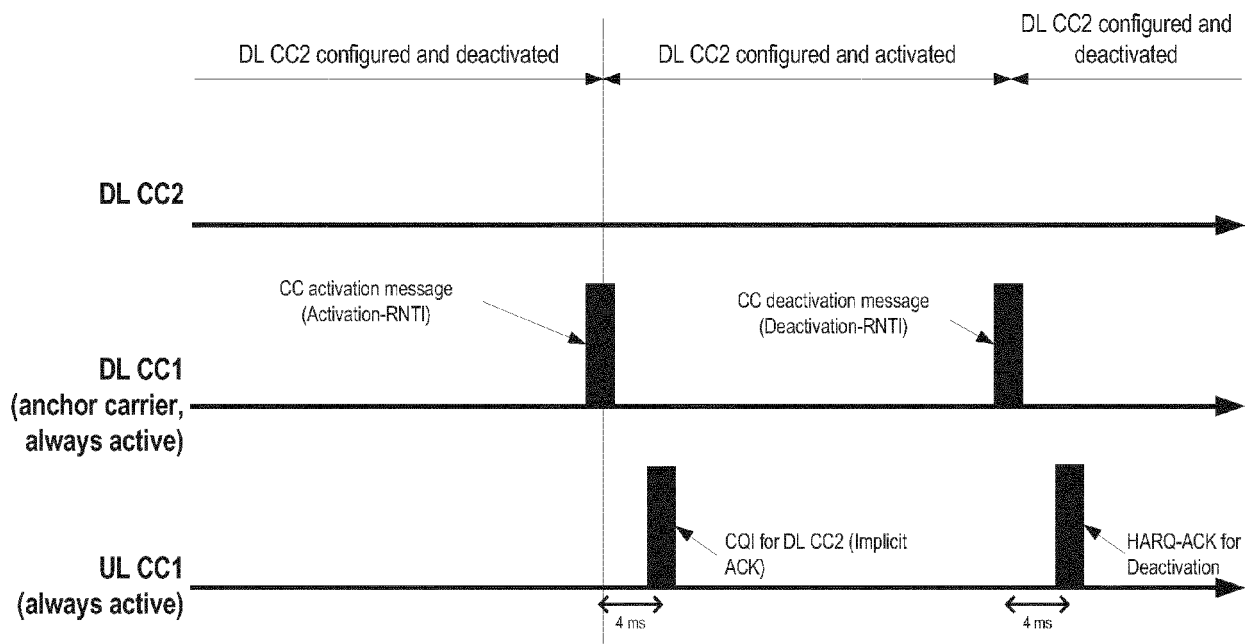 DL CC2 configured and deactivated
DL CC2 configured and activated
DL CC2 configured and
deactivated
DL CC2
CC activation message
(Activation-RNTI)
CC deactivation message
(Deactivation-RNTI)
DL CC1
(anchor carrier,
always active)
CQI for DL CC2 (Implicit
ACK)
HARQ-ACK for
Deactivation
UL CC1
(always active)
4 ms
4 ms